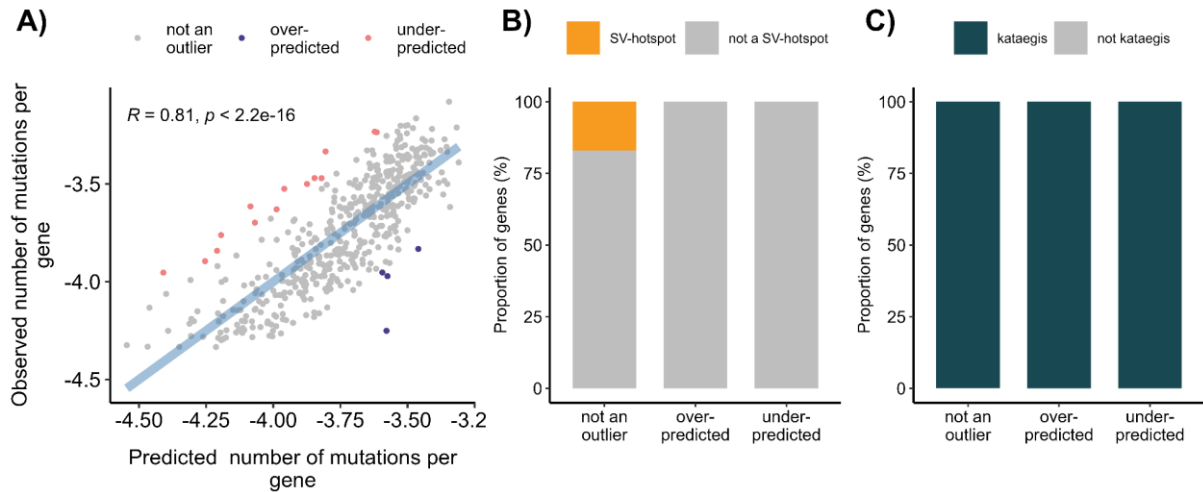 A)
not an
outlier
over-
predicted
under-
predicted
R = 0.81, p < 2.2e-16
Observed number of mutations per
gene
-3.5
-4.0
-4.5
-4.50 -4.25 -4.00 -3.75 -3.50 -3.2
Predicted number of mutations per
gene
B)
SV-hotspot
not a SV-hotspot
Proportion of genes (%)
100
75
50
25
0
not an
outlier
over-
predicted
under-
predicted
C)
kataegis
not kataegis
Proportion of genes (%)
100
75
50
25
0
not an
outlier
over-
predicted
under-
predicted